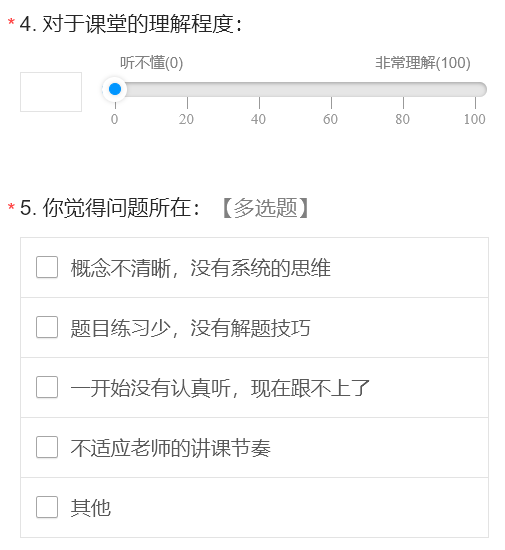 * 4. 对于课堂的理解程度：
听不懂(0) 非常理解(100)
0 20 40 60 80 100
* 5. 你觉得问题所在：【多选题】
概念不清晰，没有系统的思维
题目练习少，没有解题技巧
一开始没有认真听，现在跟不上了
不适应老师的讲课节奏
其他